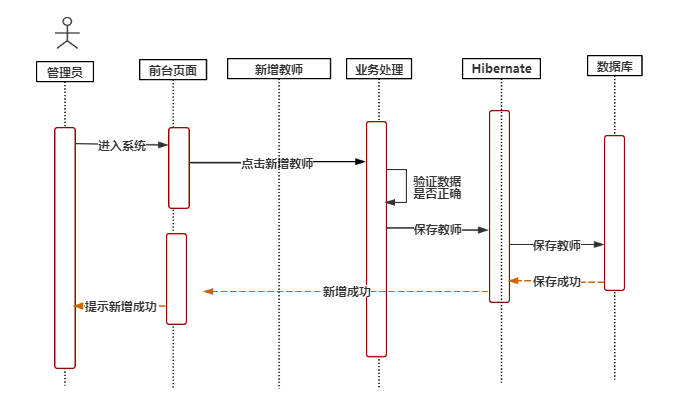 管理员
前台页面
新增教师
业务处理
Hibernate
数据库
进入系统
点击新增教师
验证数据
是否正确
保存教师
保存教师
保存成功
新增成功
提示新增成功